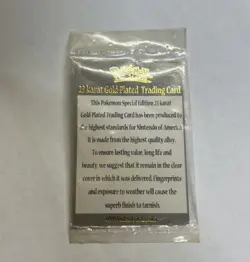 23 karat Gold Plated Trading Card
This Pokemon Special Edition 23 karat
Gold Plated Trading Card has been produced to
the highest standards for Nintendo of America.
It is made from the highest quality alloy.
To ensure lasting value, long life and
beauty, we suggest that it remain in the clear
cover in which it was delivered. Fingerprints
and exposure to weather will cause the
superb finish to tarnish.